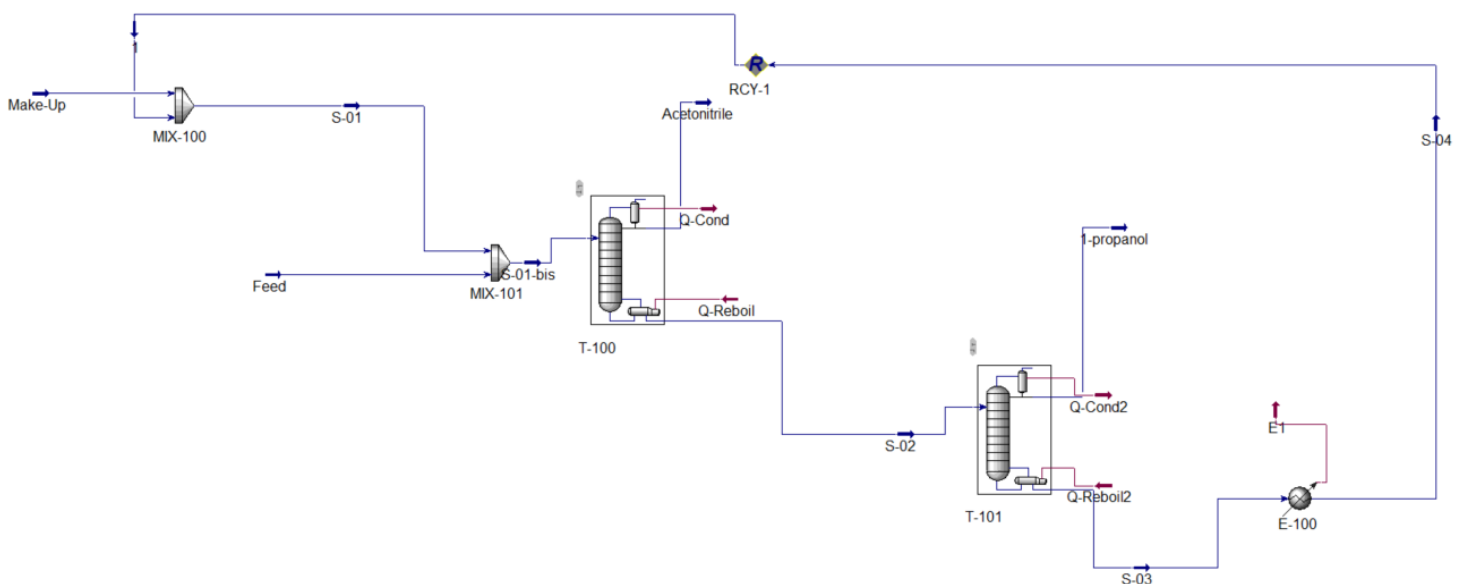 1
R
RCY-1
Make-Up
MIX-100
S-01
Acetonitrile
S-04
Q-Cond
1-propanol
Feed
MIX-101
S-01-bis
Q-Reboil
T-100
Q-Cond2
E1
S-02
Q-Reboil2
T-101
E-100
S-03